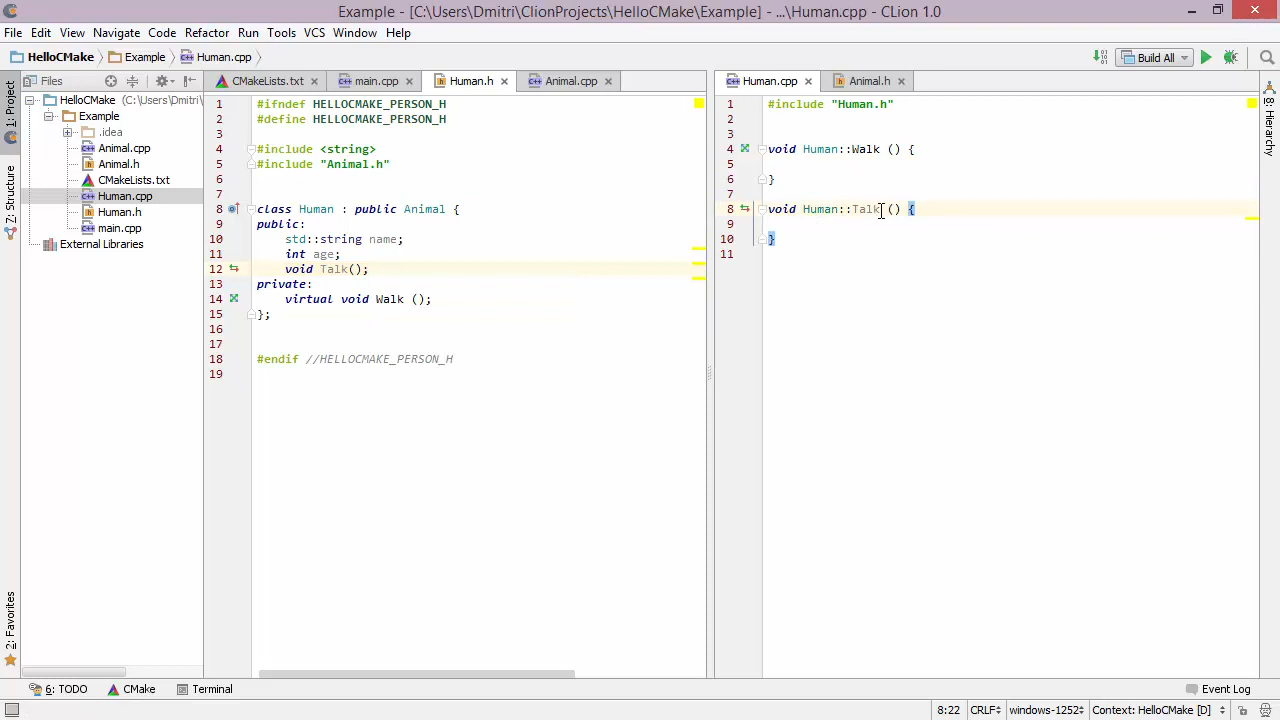 Example - [C:\Users\Dmitri\ClionProjects\HelloCMake\Example] - ...\Human.cpp - CLion 1.0
File Edit View Navigate Code Refactor Run Tools VCS Window Help
HelloCMake Example Human.cpp Build All
1: Project
7: Structure
2: Favorites
Files
HelloCMake (C:\Users\Dmitri\
Example
.idea
Animal.cpp
Animal.h
CMakeLists.txt
Human.cpp
Human.h
main.cpp
External Libraries
CMakeLists.txt main.cpp Human.h Animal.cpp
1 #ifndef HELLOCMAKE_PERSON_H
2 #define HELLOCMAKE_PERSON_H
3
4 #include <string>
5 #include "Animal.h"
6
7
8 class Human : public Animal {
9 public:
10 std::string name;
11 int age;
12 void Talk();
13 private:
14 virtual void Walk ();
15 };
16
17
18 #endif //HELLOCMAKE_PERSON_H
19
Human.cpp Animal.h
1 #include "Human.h"
2
3
4 void Human::Walk () {
5
6 }
7
8 void Human::Talk () {
9
10 }
11
8: Hierarchy
6: TODO CMake Terminal Event Log
8:22 CRLF windows-1252 Context: HelloCMake [D]